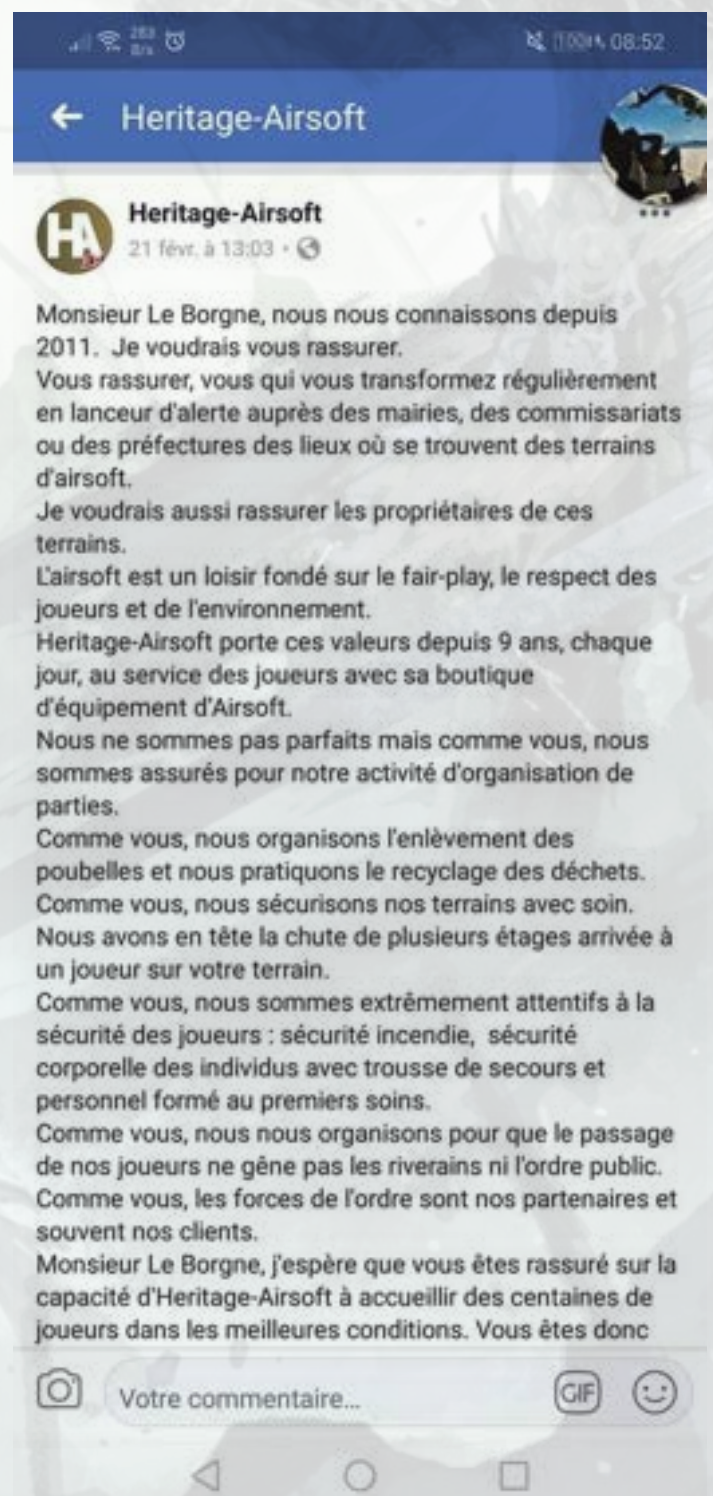 08:52
Heritage-Airsoft
HA
Heritage-Airsoft
21 févr. à 13:03
Monsieur Le Borgne, nous nous connaissons depuis
2011. Je voudrais vous rassurer.
Vous rassurer, vous qui vous transformez régulièrement
en lanceur d'alerte auprès des mairies, des commissariats
ou des préfectures des lieux où se trouvent des terrains
d'airsoft.
Je voudrais aussi rassurer les propriétaires de ces
terrains.
L'airsoft est un loisir fondé sur le fair-play, le respect des
joueurs et de l'environnement.
Heritage-Airsoft porte ces valeurs depuis 9 ans, chaque
jour, au service des joueurs avec sa boutique
d'équipement d'Airsoft.
Nous ne sommes pas parfaits mais comme vous, nous
sommes assurés pour notre activité d'organisation de
parties.
Comme vous, nous organisons l'enlèvement des
poubelles et nous pratiquons le recyclage des déchets.
Comme vous, nous sécurisons nos terrains avec soin.
Nous avons en tête la chute de plusieurs étages arrivée à
un joueur sur votre terrain.
Comme vous, nous sommes extrêmement attentifs à la
sécurité des joueurs : sécurité incendie, sécurité
corporelle des individus avec trousse de secours et
personnel formé au premiers soins.
Comme vous, nous nous organisons pour que le passage
de nos joueurs ne gêne pas les riverains ni l'ordre public.
Comme vous, les forces de l'ordre sont nos partenaires et
souvent nos clients.
Monsieur Le Borgne, j'espère que vous êtes rassuré sur la
capacité d'Heritage-Airsoft à accueillir des centaines de
joueurs dans les meilleures conditions. Vous êtes donc
Votre commentaire...
GIF